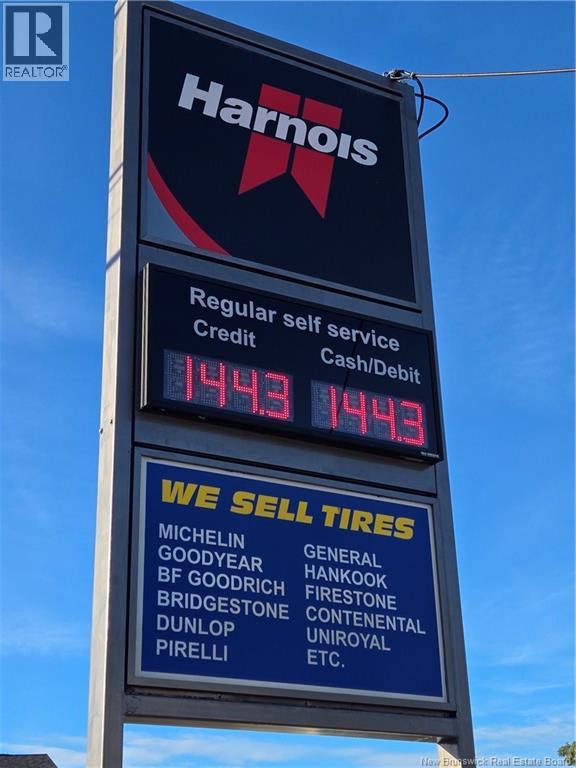 R
REALTOR®
Harnois
Regular self service
Credit
Cash/Debit
144.3
144.3
WE SELL TIRES
MICHELIN
GOODYEAR
BF GOODRICH
BRIDGESTONE
DUNLOP
PIRELLI
GENERAL
HANKOOK
FIRESTONE
CONTENENTAL
UNIROYAL
ETC.
New Brunswick Real Estate Board